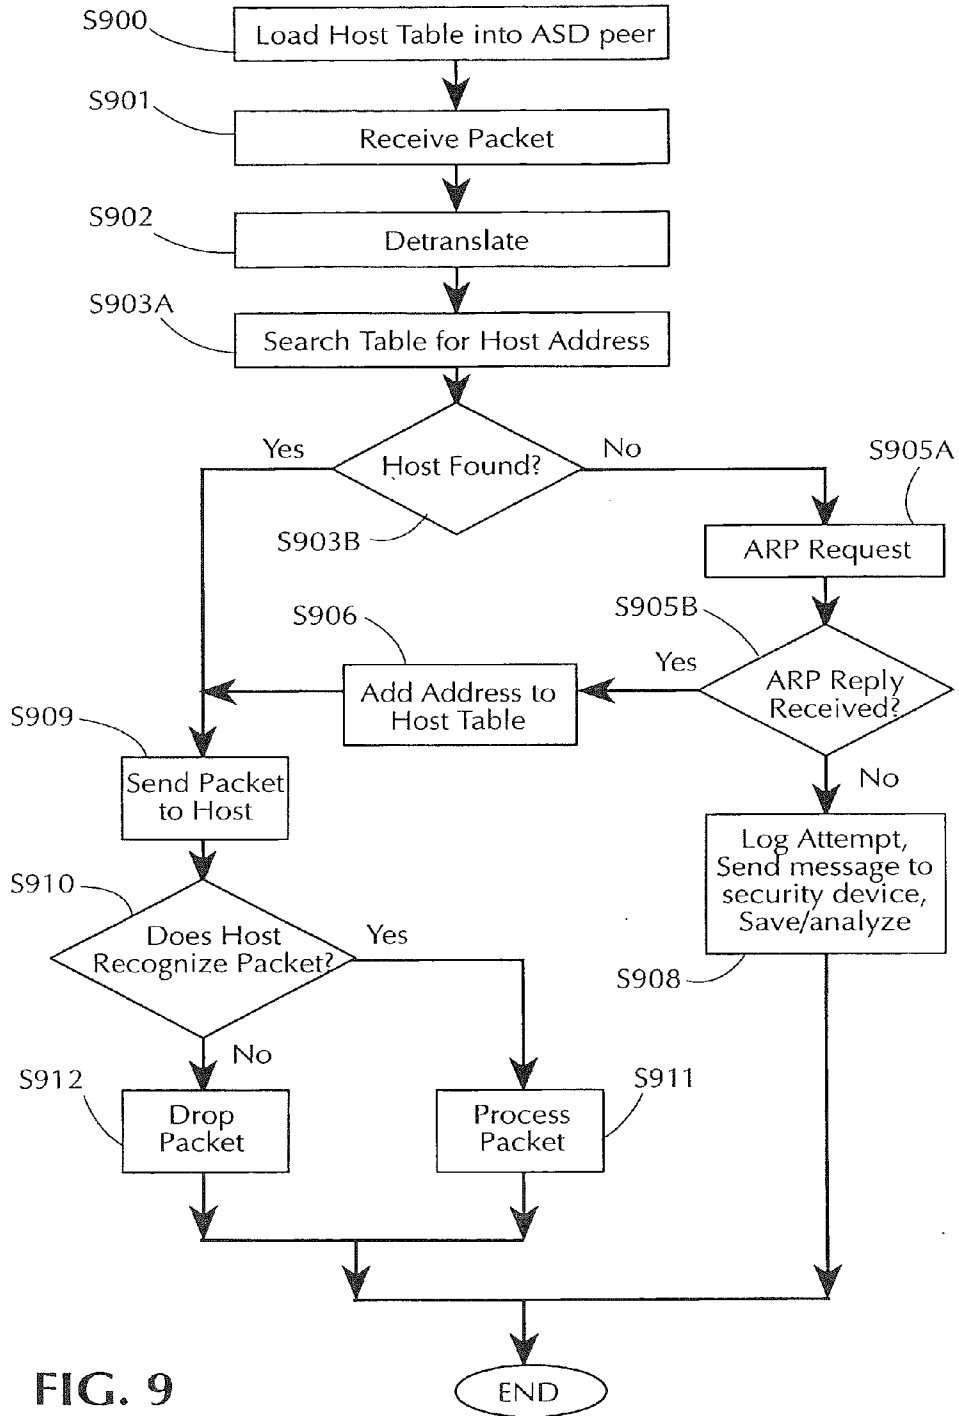 S900
Load Host Table into ASD peer
S901
Receive Packet
S902
Detranslate
S903A
Search Table for Host Address
Yes
Host Found?
No
S903B
S905A
ARP Request
S905B
S906
Yes
ARP Reply
Received?
Add Address to
Host Table
S909
Send Packet
to Host
No
Log Attempt,
Send message to
security device,
Save/analyze
S908
S910
Does Host
Recognize Packet?
Yes
No
S912
Drop
Packet
Process
Packet
S911
END
FIG. 9